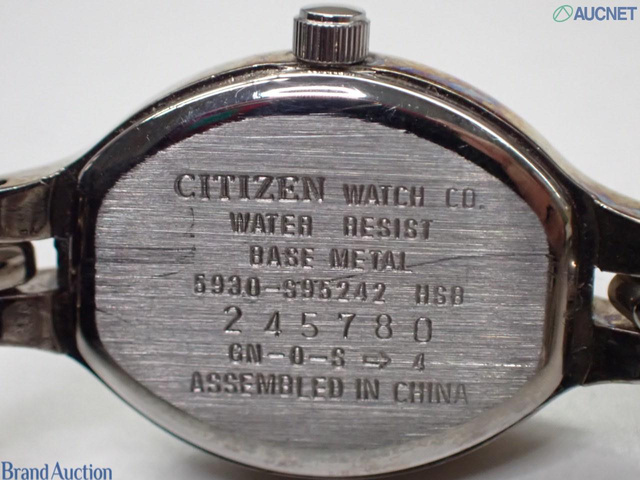 AUCNET
CITIZEN WATCH CO.
WATER RESIST
BASE METAL
5930-S95242 HSB
245780
GN-0-S ⇨ 4
ASSEMBLED IN CHINA
Brand Auction